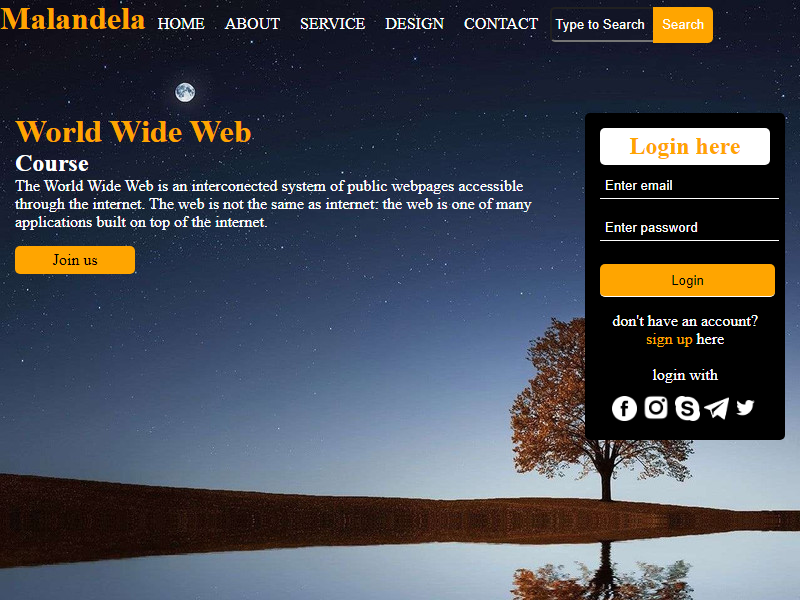 Malandela HOME ABOUT SERVICE DESIGN CONTACT Type to Search Search
World Wide Web
Course
The World Wide Web is an interconected system of public webpages accessible
through the internet. The web is not the same as internet: the web is one of many
applications built on top of the internet.
Join us
Login here
Enter email
Enter password
Login
don't have an account?
sign up here
login with